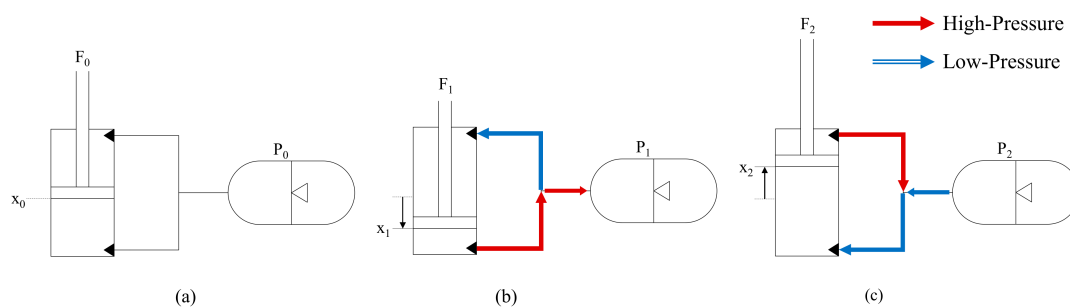 F₀
x₀
P₀
(a)
F₁
x₁
P₁
(b)
F₂
x₂
P₂
(c)
High-Pressure
Low-Pressure